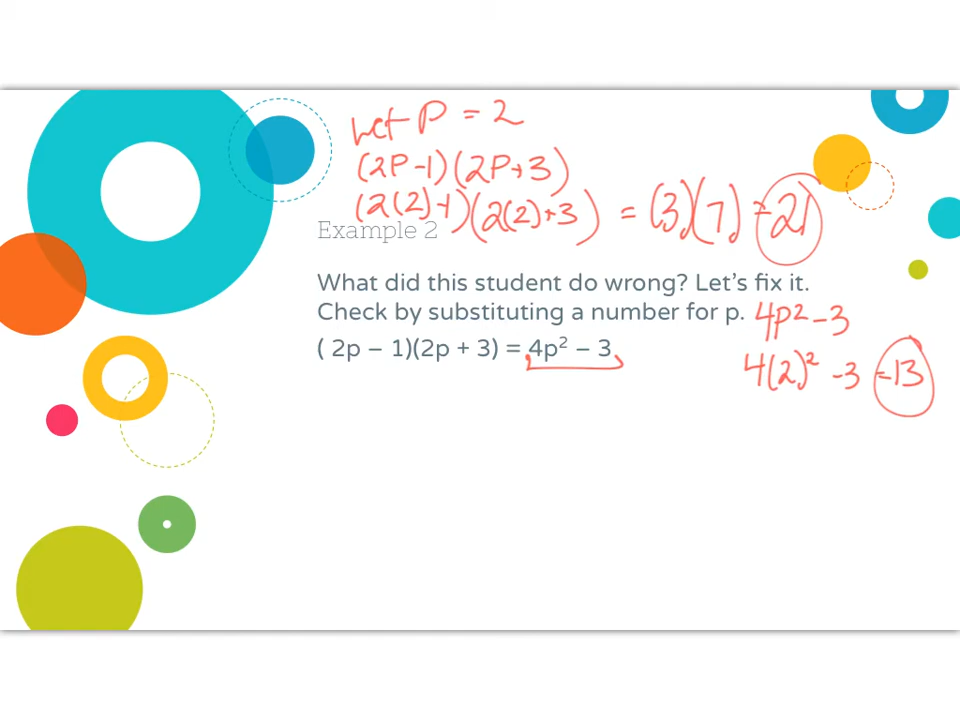 Let P = 2
(2P -1)(2P+3)
(2(2)-1)(2(2)+3) = (3)(7) = 21
Example 2
What did this student do wrong? Let’s fix it.
Check by substituting a number for p.
4p² -3
( 2p – 1)(2p + 3) = 4p² – 3
4(2)² -3 =13